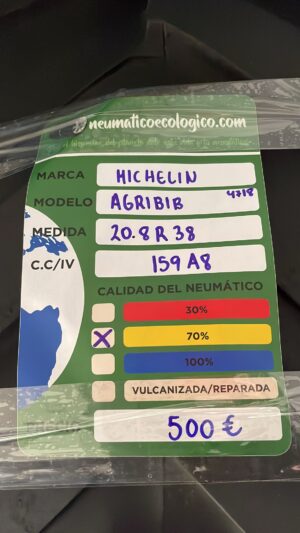 neumaticoecologico.com
MARCA MICHELIN
MODELO AGRIBIB 4718
MEDIDA 20.8 R 38
C.C/IV 159 A8
CALIDAD DEL NEUMÁTICO
30%
X 70%
100%
VULCANIZADA/REPARADA
500 €